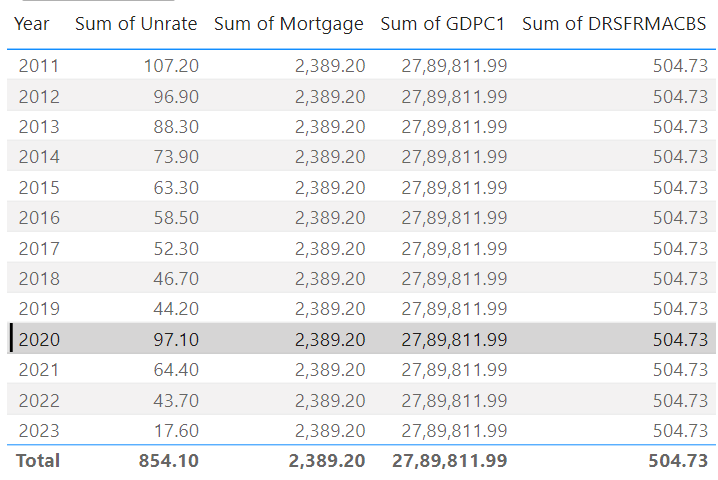 Year Sum of Unrate Sum of Mortgage Sum of GDPC1 Sum of DRSFRMACBS
2011 107.20 2,389.20 27,89,811.99 504.73
2012 96.90 2,389.20 27,89,811.99 504.73
2013 88.30 2,389.20 27,89,811.99 504.73
2014 73.90 2,389.20 27,89,811.99 504.73
2015 63.30 2,389.20 27,89,811.99 504.73
2016 58.50 2,389.20 27,89,811.99 504.73
2017 52.30 2,389.20 27,89,811.99 504.73
2018 46.70 2,389.20 27,89,811.99 504.73
2019 44.20 2,389.20 27,89,811.99 504.73
2020 97.10 2,389.20 27,89,811.99 504.73
2021 64.40 2,389.20 27,89,811.99 504.73
2022 43.70 2,389.20 27,89,811.99 504.73
2023 17.60 2,389.20 27,89,811.99 504.73
Total 854.10 2,389.20 27,89,811.99 504.73